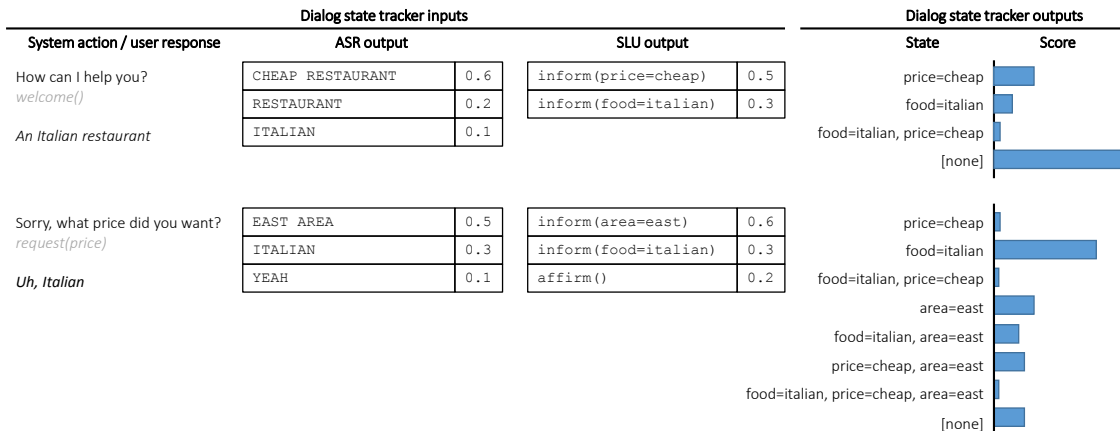 Dialog state tracker inputs Dialog state tracker outputs
System action / user response ASR output SLU output State Score
How can I help you?
welcome()
An Italian restaurant
CHEAP RESTAURANT 0.6
RESTAURANT 0.2
ITALIAN 0.1
inform(price=cheap) 0.5
inform(food=italian) 0.3
price=cheap
food=italian
food=italian, price=cheap
[none]
Sorry, what price did you want?
request(price)
Uh, Italian
EAST AREA 0.5
ITALIAN 0.3
YEAH 0.1
inform(area=east) 0.6
inform(food=italian) 0.3
affirm() 0.2
price=cheap
food=italian
food=italian, price=cheap
area=east
food=italian, area=east
price=cheap, area=east
food=italian, price=cheap, area=east
[none]